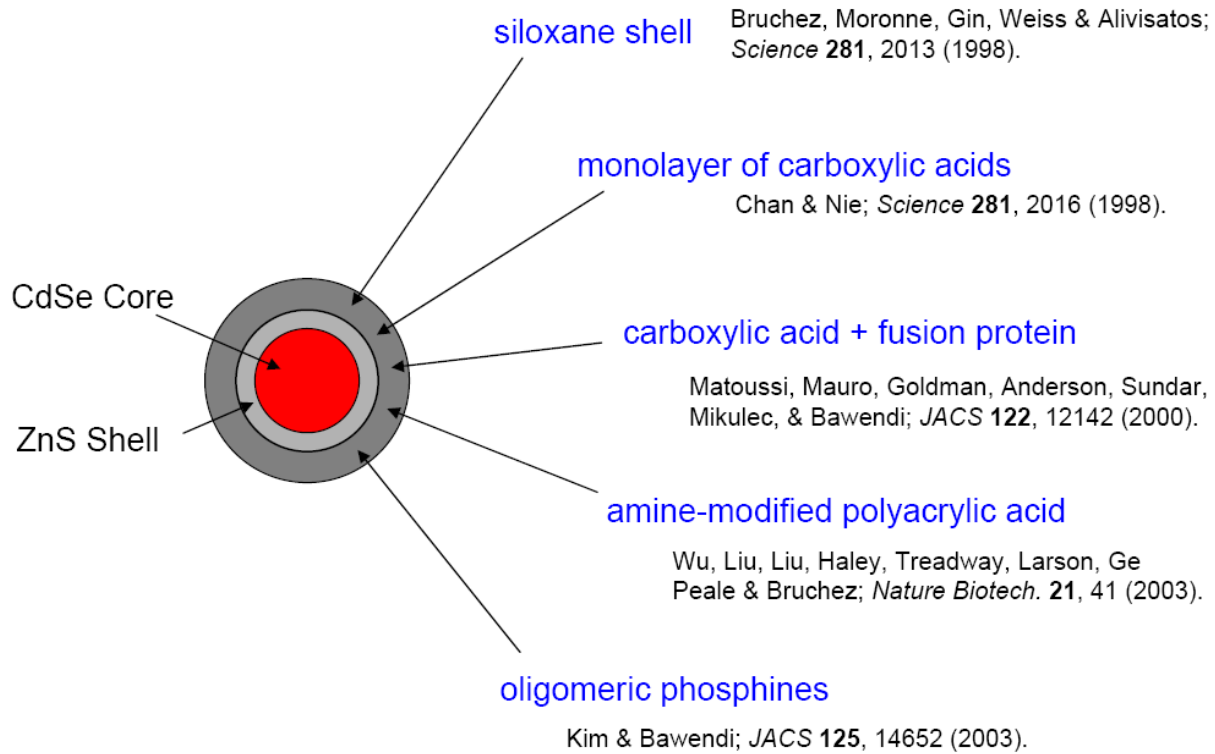 siloxane shell
Bruchez, Moronne, Gin, Weiss & Alivisatos;
Science 281, 2013 (1998).
monolayer of carboxylic acids
Chan & Nie; Science 281, 2016 (1998).
CdSe Core
carboxylic acid + fusion protein
Matoussi, Mauro, Goldman, Anderson, Sundar,
Mikulec, & Bawendi; JACS 122, 12142 (2000).
ZnS Shell
amine-modified polyacrylic acid
Wu, Liu, Liu, Haley, Treadway, Larson, Ge
Peale & Bruchez; Nature Biotech. 21, 41 (2003).
oligomeric phosphines
Kim & Bawendi; JACS 125, 14652 (2003).